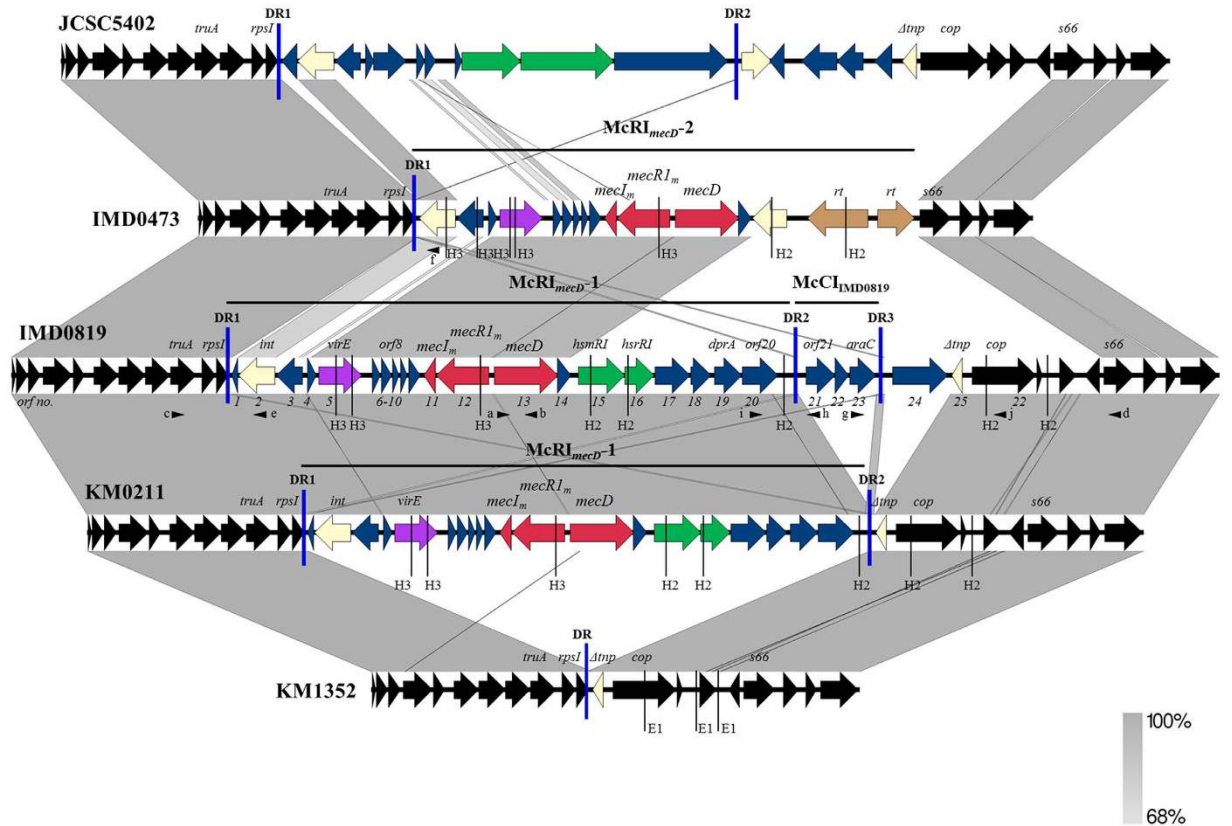 JCSC5402
truA rpsI DR1 DR2 Δtnp cop s66
McRImecD-2
DR1
truA rpsI mecIm mecR1m mecD rt rt s66
IMD0473
f H3 H3 H3 H3 H3 H2 H2
McRImecD-1 McCIIMD0819
IMD0819
DR1 DR2 DR3
truA rpsI int virE orf8 mecIm mecR1m mecD hsmRI hsrRI dprA orf20 orf21 araC Δtnp cop s66
orf no. 1 2 3 4 5 6-10 11 12 13 14 15 16 17 18 19 20 21 22 23 24 25 22
c e a b i h g j d
H3 H3 H3 H2 H2 H2 H2 H2
McRImecD-1
KM0211
DR1 DR2
truA rpsI int virE mecIm mecR1m mecD Δtnp cop s66
H3 H3 H3 H2 H2 H2 H2 H2
DR
truA rpsI Δtnp cop s66
KM1352
E1 E1 E1
100%
68%